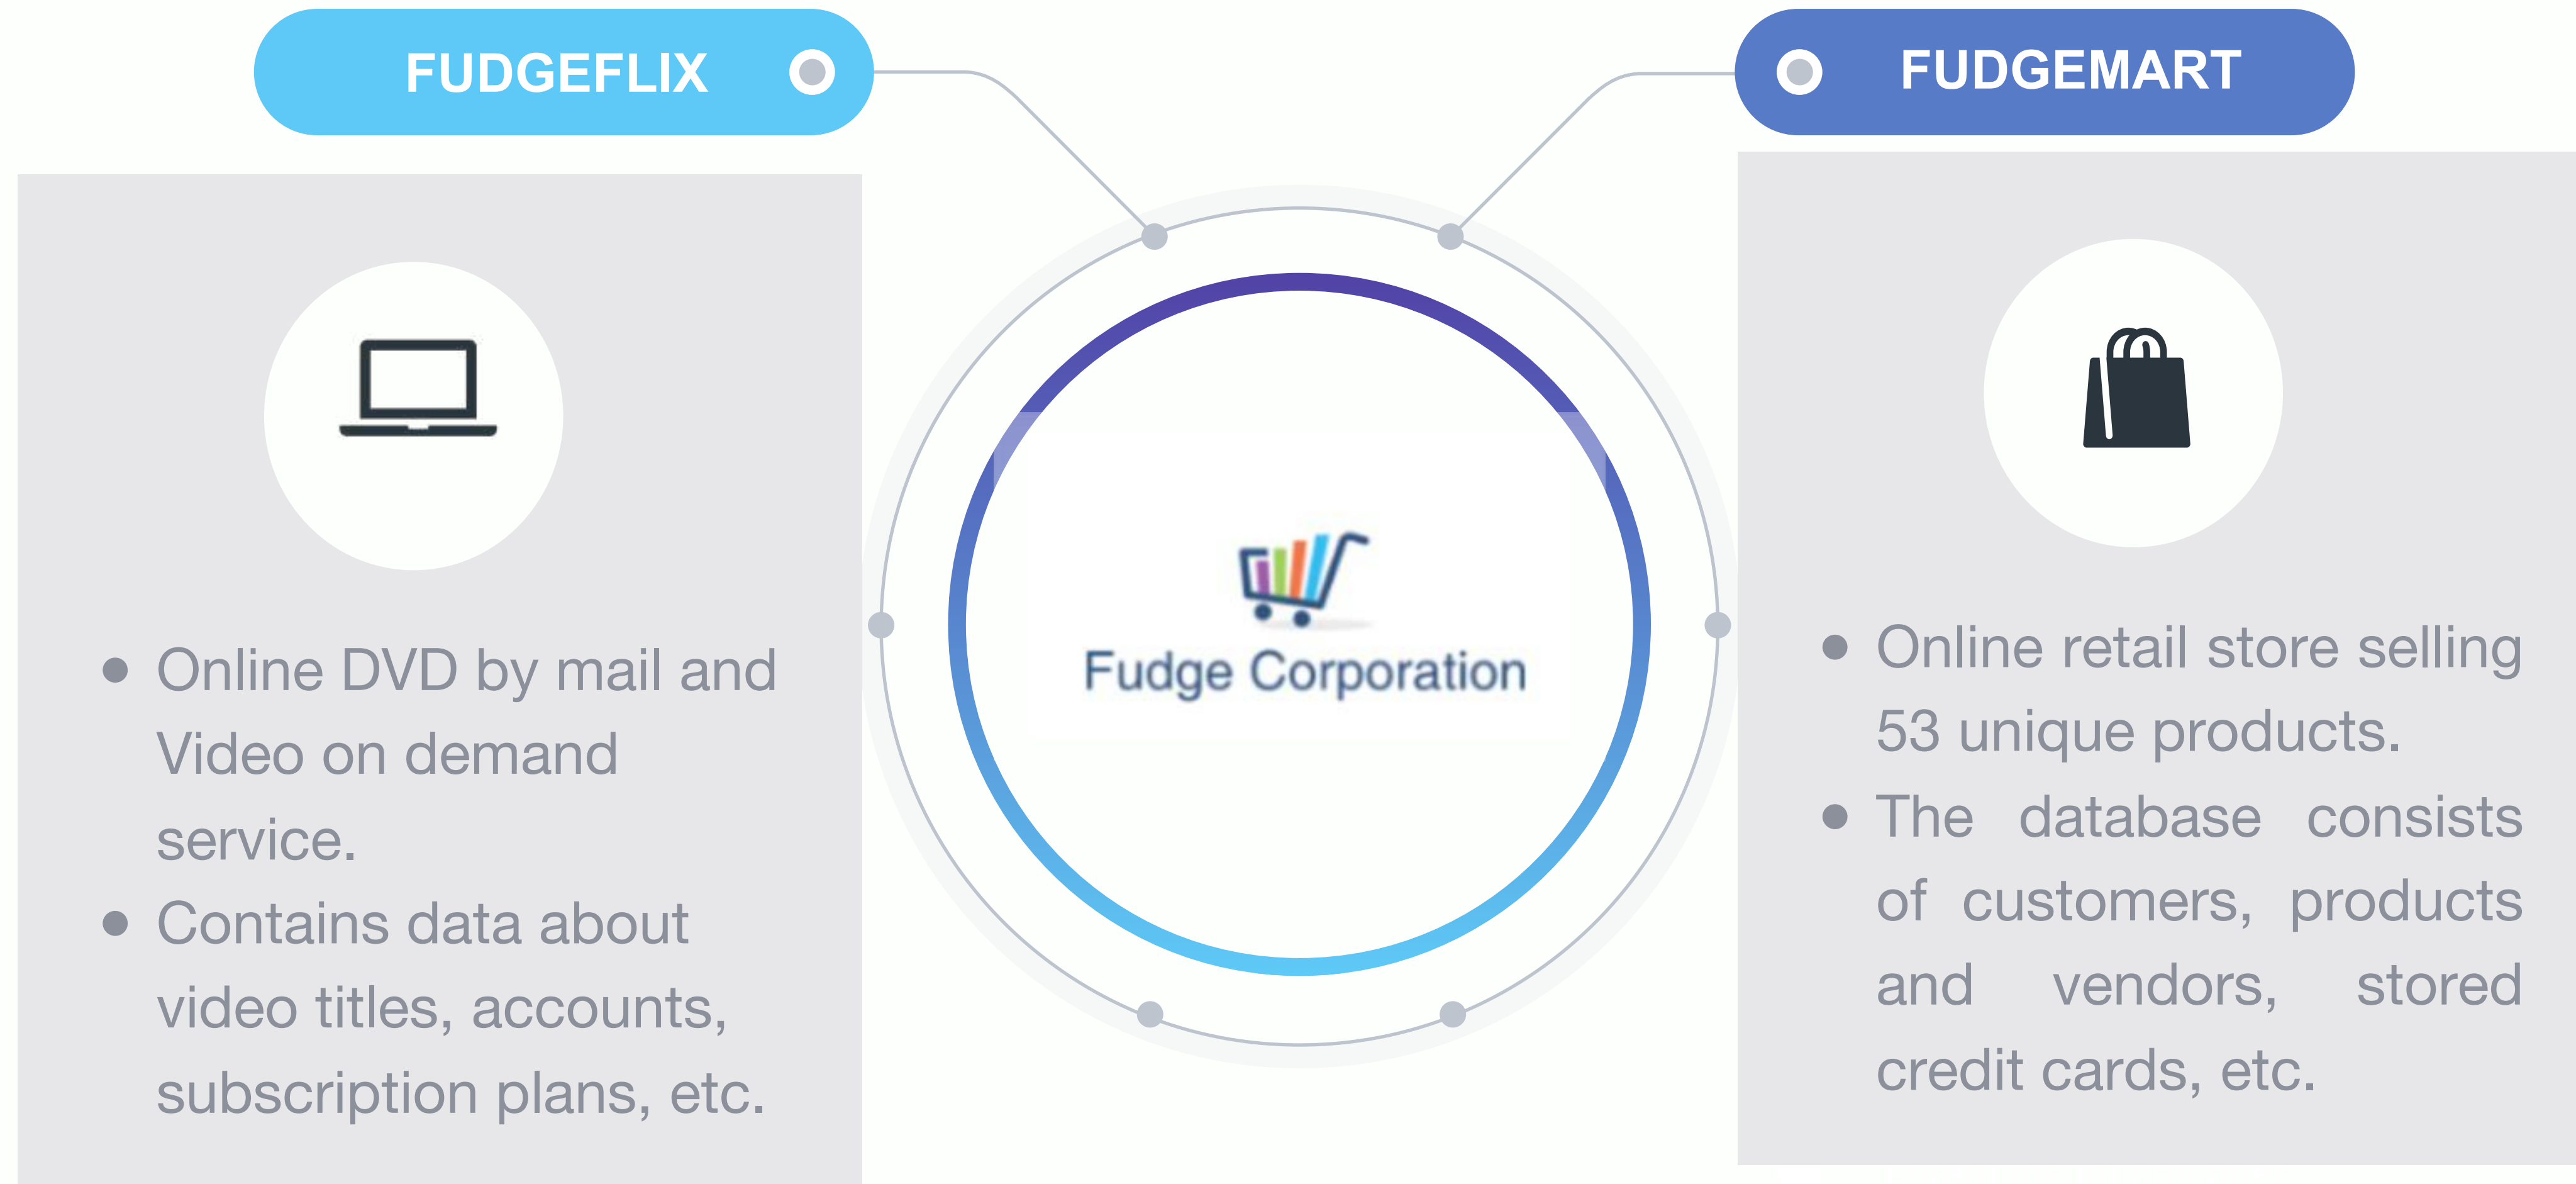 FUDGEFLIX
FUDGEMART
Online DVD by mail and
Video on demand
service.
Contains data about
video titles, accounts,
subscription plans, etc.
Fudge Corporation
Online retail store selling
53 unique products.
The database consists
of customers, products
and vendors, stored
credit cards, etc.